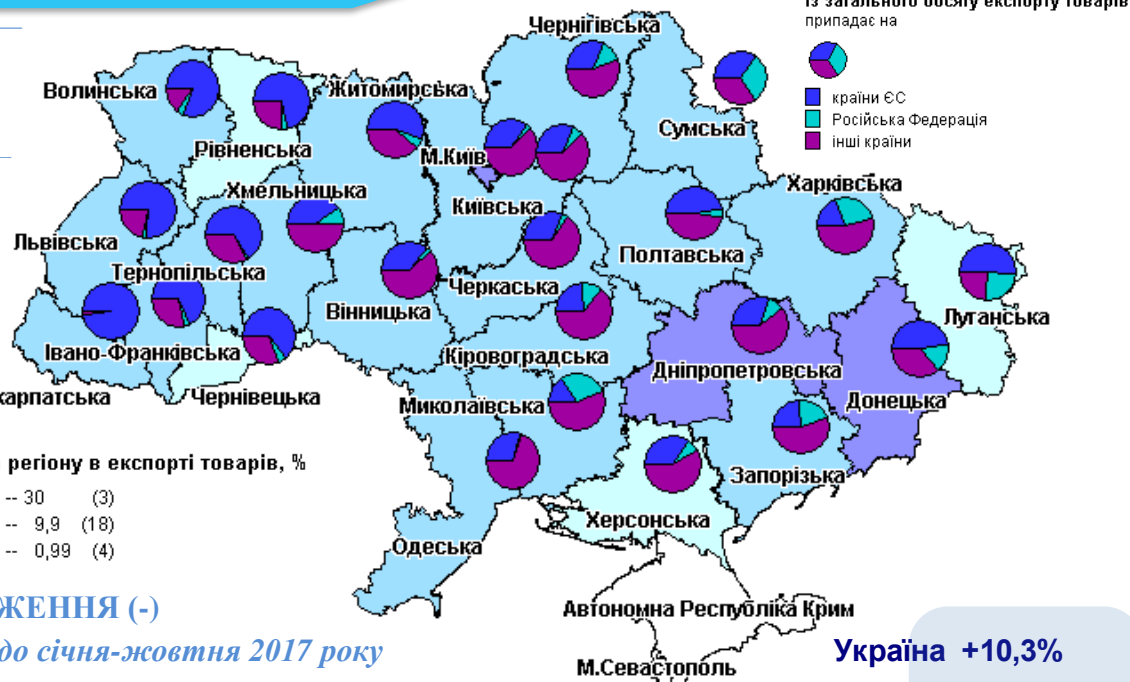 із загального обсягу експорту товарів
припадає на
країни ЄС
Російська Федерація
інші країни
Чернігівська
Волинська
Житомирська
Сумська
Рівненська
М.Київ
Харківська
Хмельницька
Київська
Львівська
Полтавська
Тернопільська
Черкаська
Вінницька
Луганська
Івано-Франківська
Кіровоградська
Дніпропетровська
карпатська
Чернівецька
Миколаївська
Донецька
Запорізька
Херсонська
Одеська
Автономна Республіка Крим
М.Севастополь
регіону в експорті товарів, %
-- 30 (3)
-- 9,9 (18)
-- 0,99 (4)
ЖЕННЯ (-)
до січня-жовтня 2017 року
Україна +10,3%